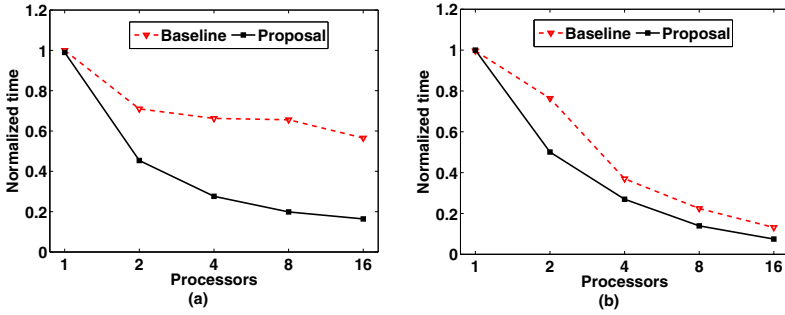 1.2
1
0.8
0.6
0.4
0.2
0
Normalized time
Baseline Proposal
1 2 4 8 16
Processors
(a)
1.2
1
0.8
0.6
0.4
0.2
0
Normalized time
Baseline Proposal
1 2 4 8 16
Processors
(b)